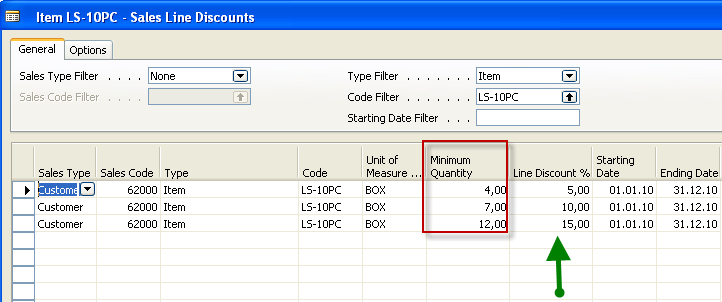 Item LS-10PC - Sales Line Discounts
General Options
Sales Type Filter . . . . None Type Filter . . . . . . . Item
Sales Code Filter . . . . Code Filter . . . . . . . LS-10PC
Starting Date Filter . . .
Sales Type Sales Code Type Code Unit of Measure ... Minimum Quantity Line Discount % Starting Date Ending Date
Custome 62000 Item LS-10PC BOX 4,00 5,00 01.01.10 31.12.10
Customer 62000 Item LS-10PC BOX 7,00 10,00 01.01.10 31.12.10
Customer 62000 Item LS-10PC BOX 12,00 15,00 01.01.10 31.12.10